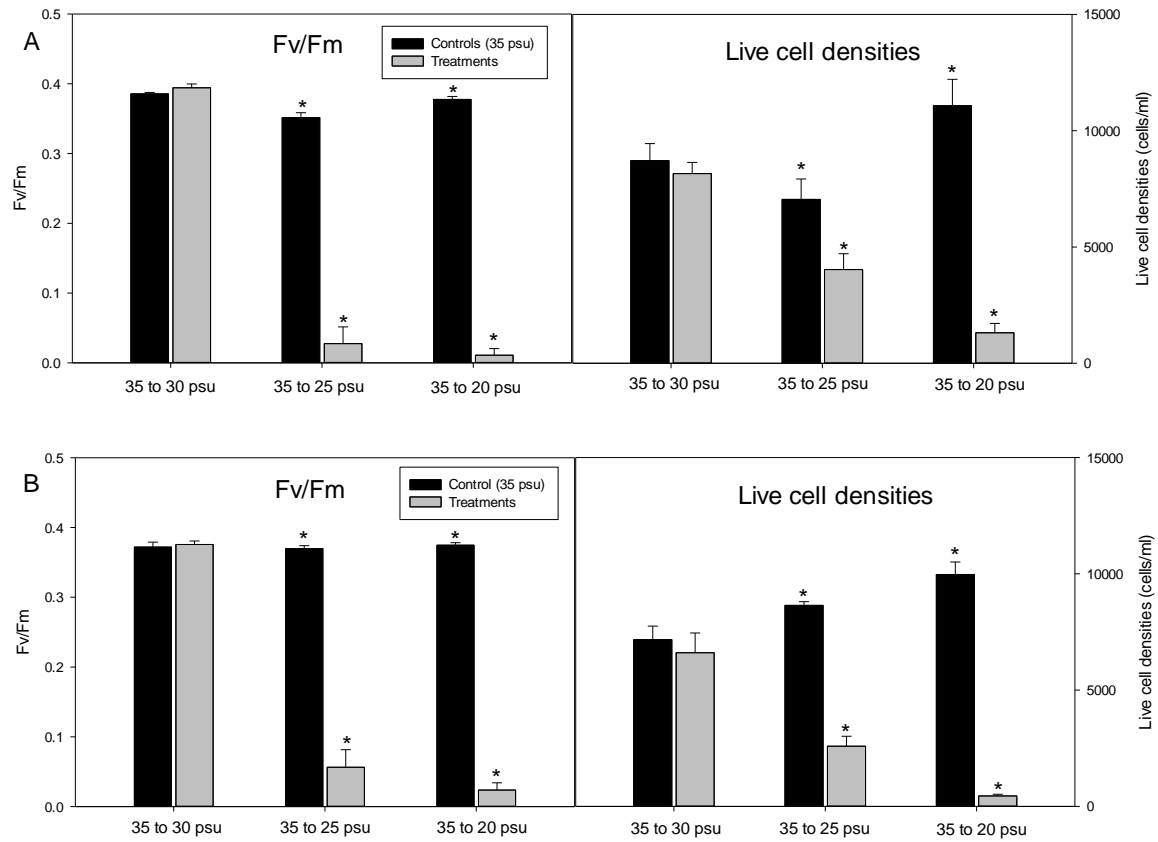 A
Fv/Fm
Controls (35 psu)
Treatments
Live cell densities
0.5
0.4
0.3
0.2
0.1
0.0
Fv/Fm
* * * *
* * * *
15000
10000
5000
0
Live cell densities (cells/ml)
35 to 30 psu 35 to 25 psu 35 to 20 psu
35 to 30 psu 35 to 25 psu 35 to 20 psu
B
Fv/Fm
Control (35 psu)
Treatments
Live cell densities
0.5
0.4
0.3
0.2
0.1
0.0
Fv/Fm
* * * *
* * * *
15000
10000
5000
0
Live cell densities (cells/ml)
35 to 30 psu 35 to 25 psu 35 to 20 psu
35 to 30 psu 35 to 25 psu 35 to 20 psu